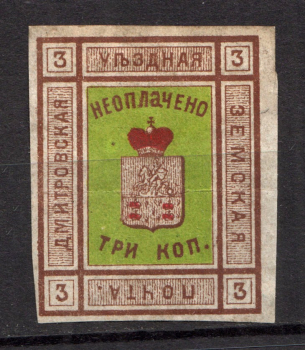 3 УѢЗДНАЯ 3
НЕОПЛАЧЕНО
ДМИТРОВСКАЯ
ЗЕМСКАЯ
ТРИ КОП.
3 ПОЧТА. 3